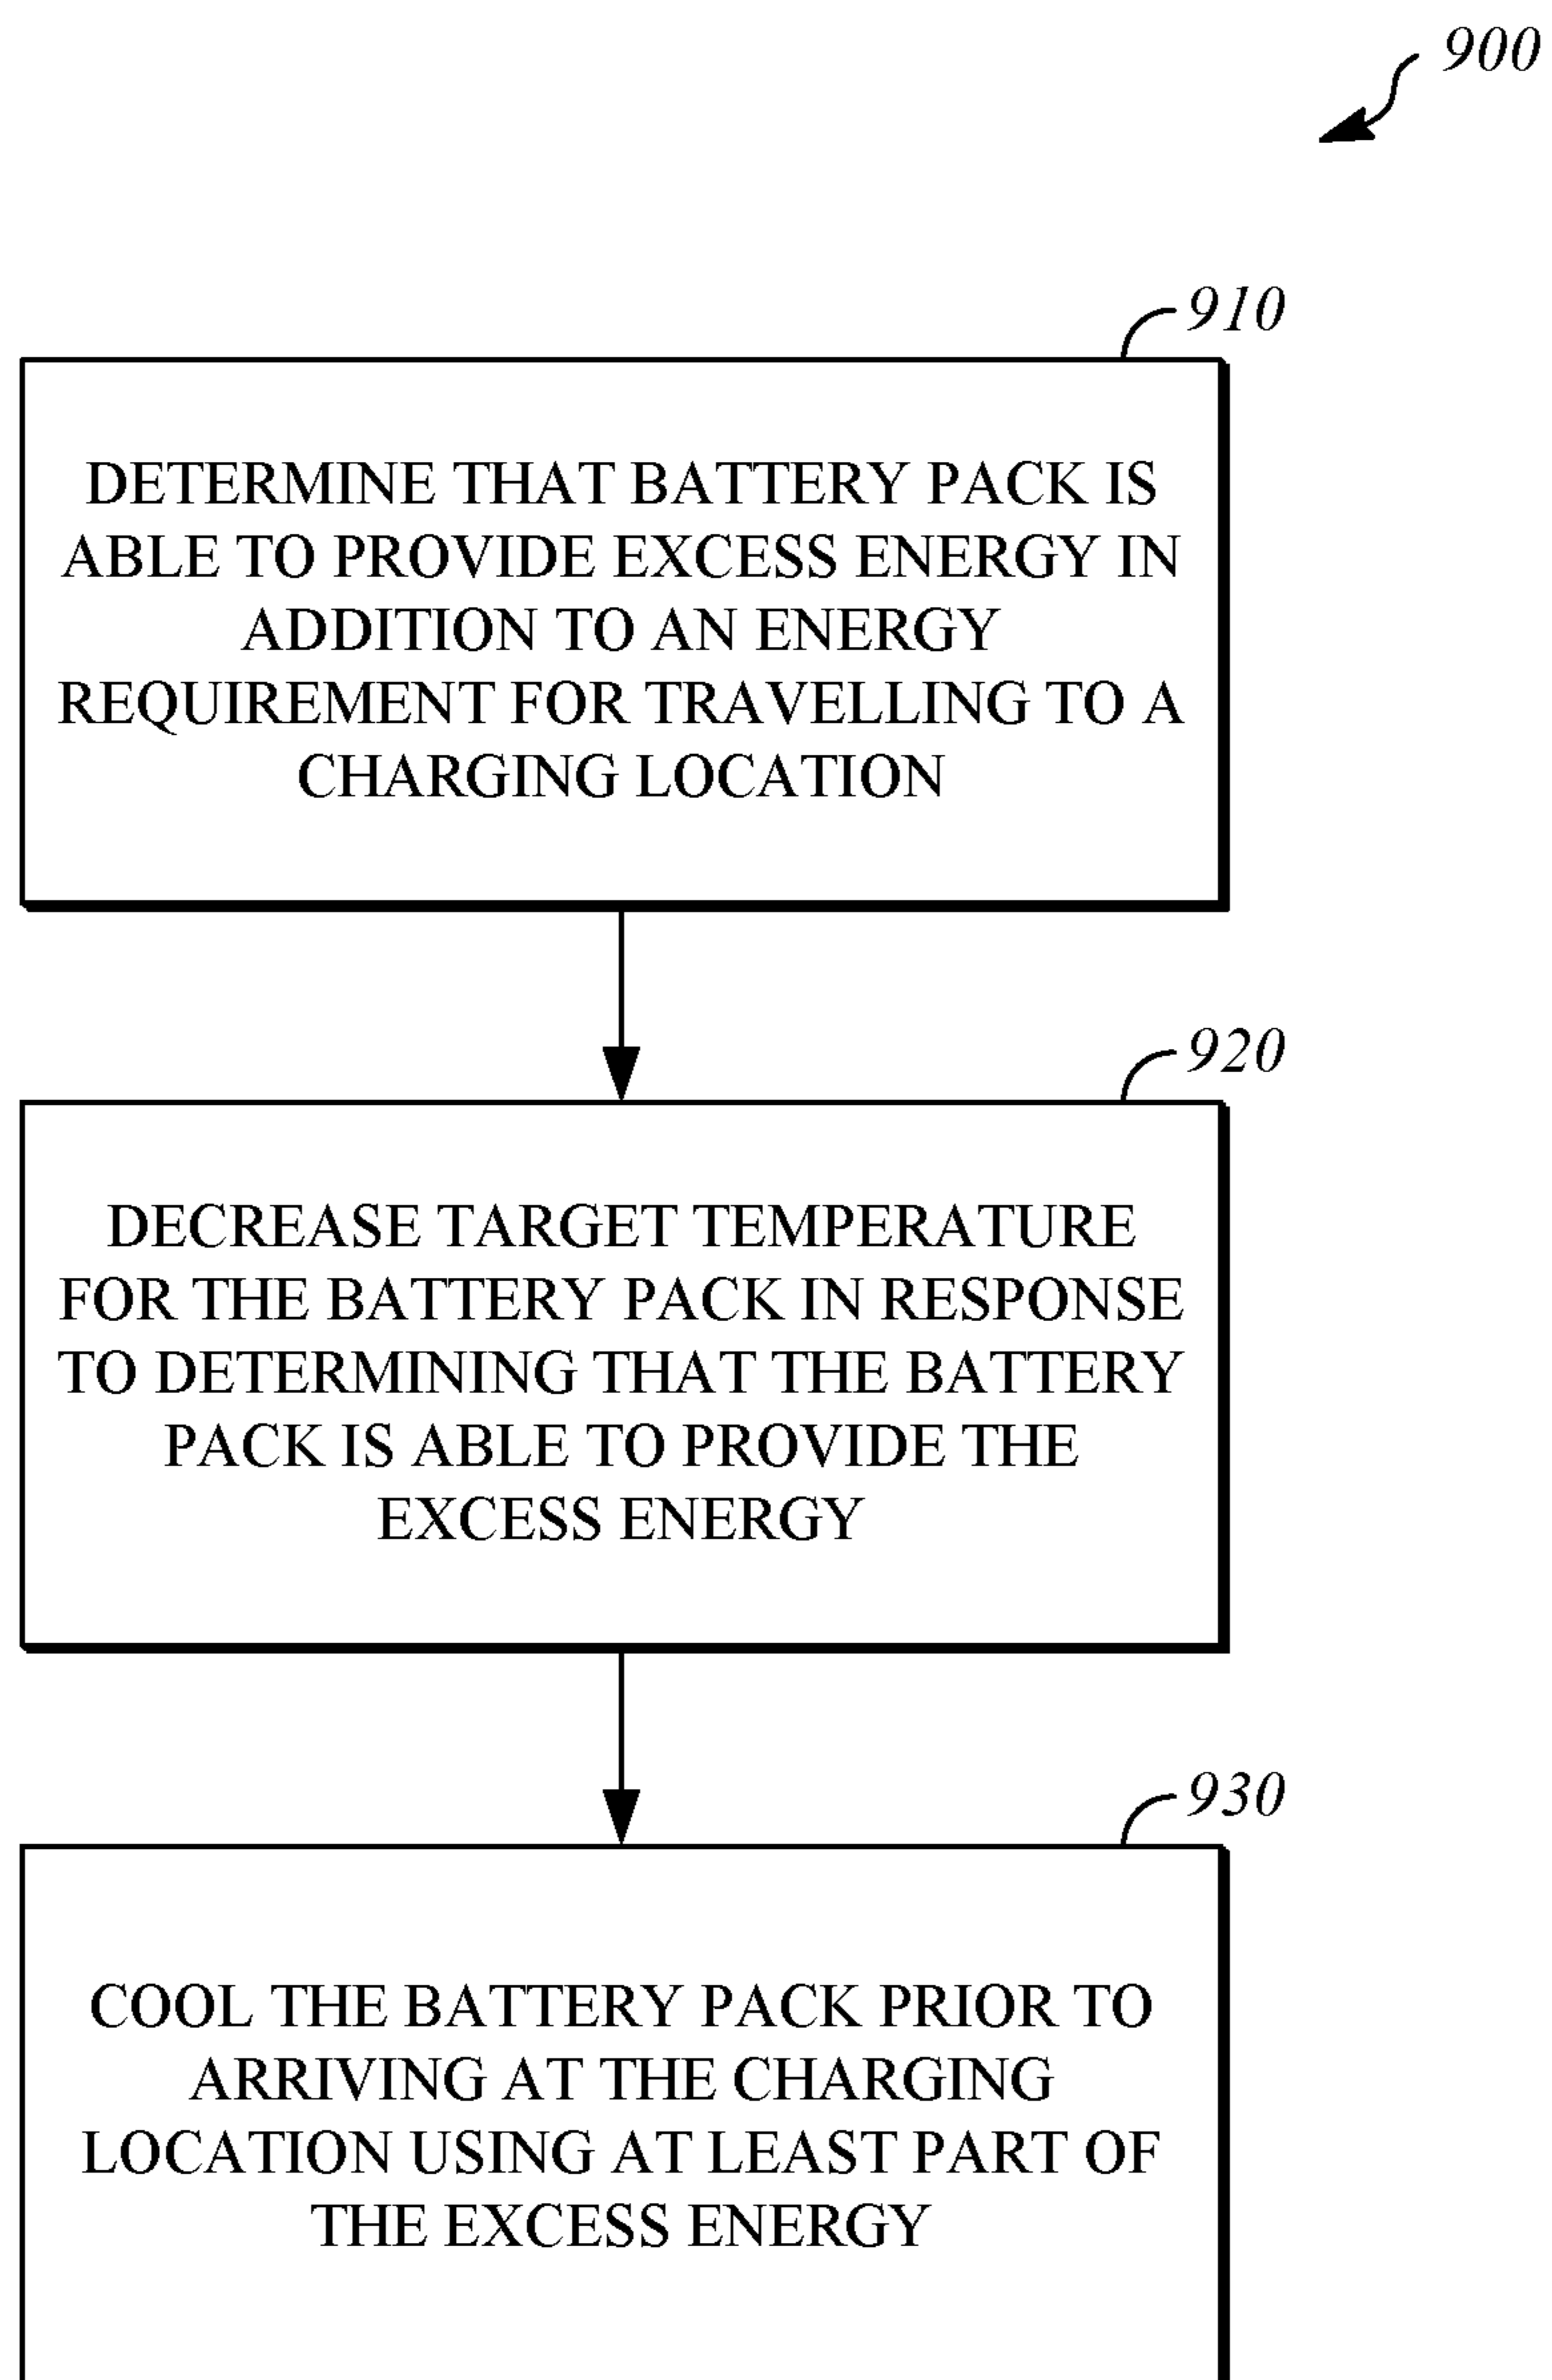 900
910
DETERMINE THAT BATTERY PACK IS
ABLE TO PROVIDE EXCESS ENERGY IN
ADDITION TO AN ENERGY
REQUIREMENT FOR TRAVELLING TO A
CHARGING LOCATION
920
DECREASE TARGET TEMPERATURE
FOR THE BATTERY PACK IN RESPONSE
TO DETERMINING THAT THE BATTERY
PACK IS ABLE TO PROVIDE THE
EXCESS ENERGY
930
COOL THE BATTERY PACK PRIOR TO
ARRIVING AT THE CHARGING
LOCATION USING AT LEAST PART OF
THE EXCESS ENERGY